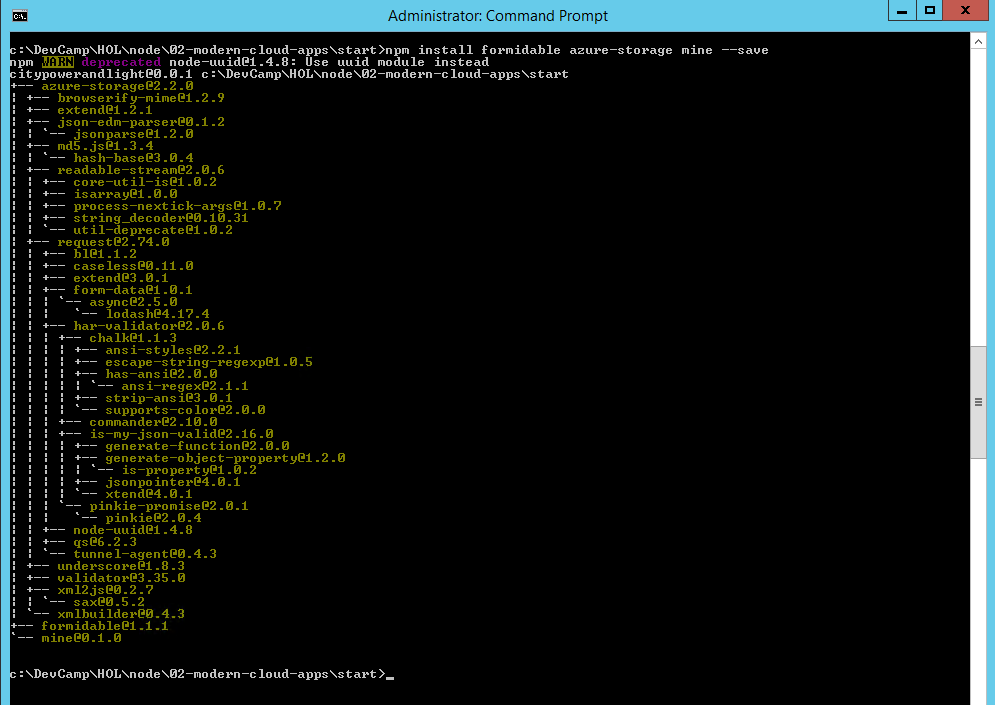 Administrator: Command Prompt
c:\DevCamp\HOL\node\02-modern-cloud-apps\start>npm install formidable azure-storage mine --save
npm WARN deprecated node-uuid@1.4.8: Use uuid module instead
citypowerandlight@0.0.1 c:\DevCamp\HOL\node\02-modern-cloud-apps\start
+-- azure-storage@2.2.0
| +-- browserify-mime@1.2.9
| +-- extend@1.2.1
| +-- json-edm-parser@0.1.2
| | `-- jsonparse@1.2.0
| +-- md5.js@1.3.4
| | `-- hash-base@3.0.4
| +-- readable-stream@2.0.6
| | +-- core-util-is@1.0.2
| | +-- isarray@1.0.0
| | +-- process-nextick-args@1.0.7
| | +-- string_decoder@0.10.31
| | `-- util-deprecate@1.0.2
| +-- request@2.74.0
| | +-- bl@1.1.2
| | +-- caseless@0.11.0
| | +-- extend@3.0.1
| | +-- form-data@1.0.1
| | | `-- async@2.5.0
| | |   `-- lodash@4.17.4
| | +-- har-validator@2.0.6
| | | +-- chalk@1.1.3
| | | | +-- ansi-styles@2.2.1
| | | | +-- escape-string-regexp@1.0.5
| | | | +-- has-ansi@2.0.0
| | | | | `-- ansi-regex@2.1.1
| | | | +-- strip-ansi@3.0.1
| | | | `-- supports-color@2.0.0
| | | +-- commander@2.10.0
| | | +-- is-my-json-valid@2.16.0
| | | | +-- generate-function@2.0.0
| | | | +-- generate-object-property@1.2.0
| | | | | `-- is-property@1.0.2
| | | | +-- jsonpointer@4.0.1
| | | | `-- xtend@4.0.1
| | | `-- pinkie-promise@2.0.1
| | |   `-- pinkie@2.0.4
| | +-- node-uuid@1.4.8
| | +-- qs@6.2.3
| | `-- tunnel-agent@0.4.3
| +-- underscore@1.8.3
| +-- validator@3.35.0
| +-- xml2js@0.2.7
| | `-- sax@0.5.2
| `-- xmlbuilder@0.4.3
+-- formidable@1.1.1
`-- mine@0.1.0
c:\DevCamp\HOL\node\02-modern-cloud-apps\start>_